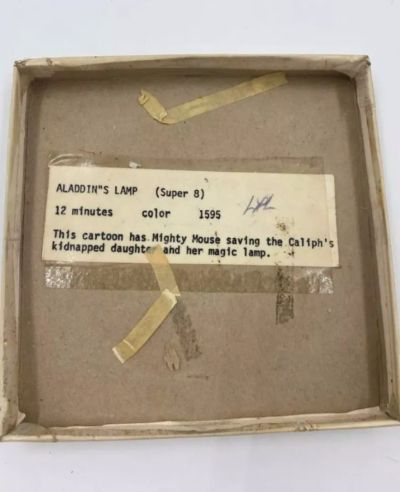 ALADDIN"S LAMP (Super 8)
12 minutes color 1595
This cartoon has Mighty Mouse saving the Caliph's
kidnapped daughter and her magic lamp.